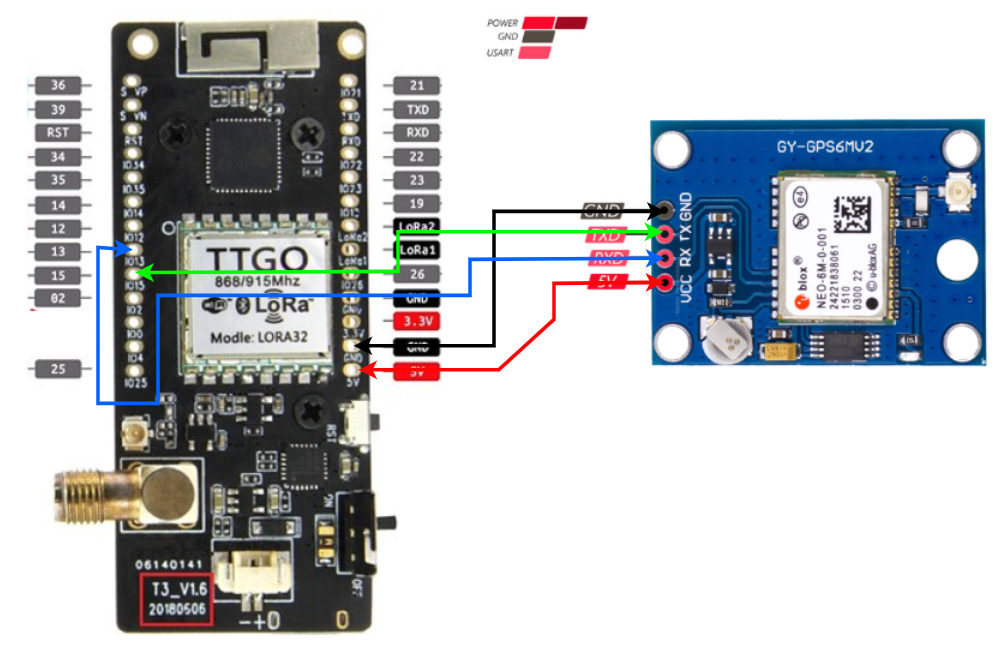 POWER
GND
USART
36
39
RST
34
35
14
12
13
15
02
25
S_VP
S_VN
RST
IO34
IO35
IO14
IO12
IO13
IO15
IO2
IO0
IO4
IO25
TTGO
868/915Mhz
WiFi
LoRa
Modle: LORA32
IO21
TXD
RXD
IO22
IO23
IO19
LoRa2
LoRa1
IO26
GND
3.3V
GND
5V
21
TXD
RXD
22
23
19
LoRa2
LoRa1
26
GND
3.3V
GND
5V
RST
06140141
T3_V1.6
20180506
-+
GND
TXD
RXD
5V
GY-GPS6MV2
VCC RX TX GND
e4
blox®
NEO-6M-0-001
24221838061
1510
0300 22
© u-blox AG